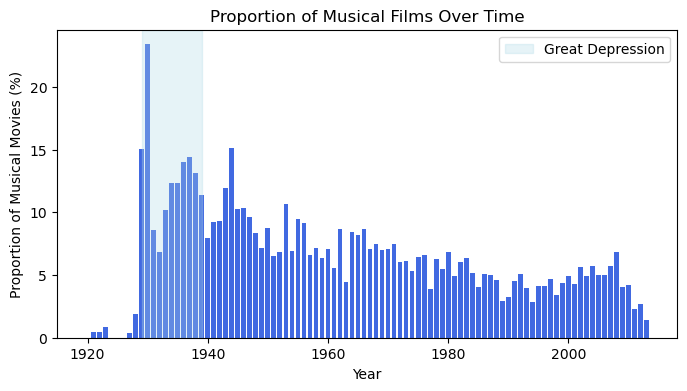 Proportion of Musical Films Over Time
Great Depression
Proportion of Musical Movies (%)
20
15
10
5
0
1920 1940 1960 1980 2000
Year